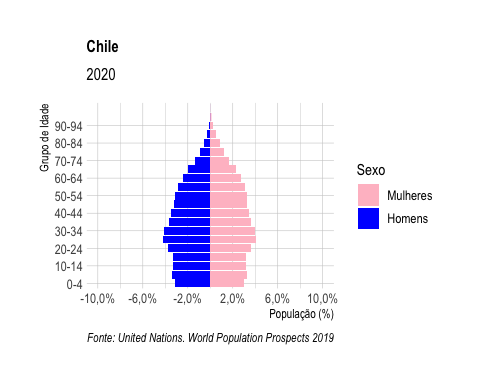 Chile
2020
Grupo de Idade
90-94
80-84
70-74
60-64
50-54
40-44
30-34
20-24
10-14
0-4
-10,0% -6,0% -2,0% 2,0% 6,0% 10,0%
População (%)
Sexo
Mulheres
Homens
Fonte: United Nations. World Population Prospects 2019